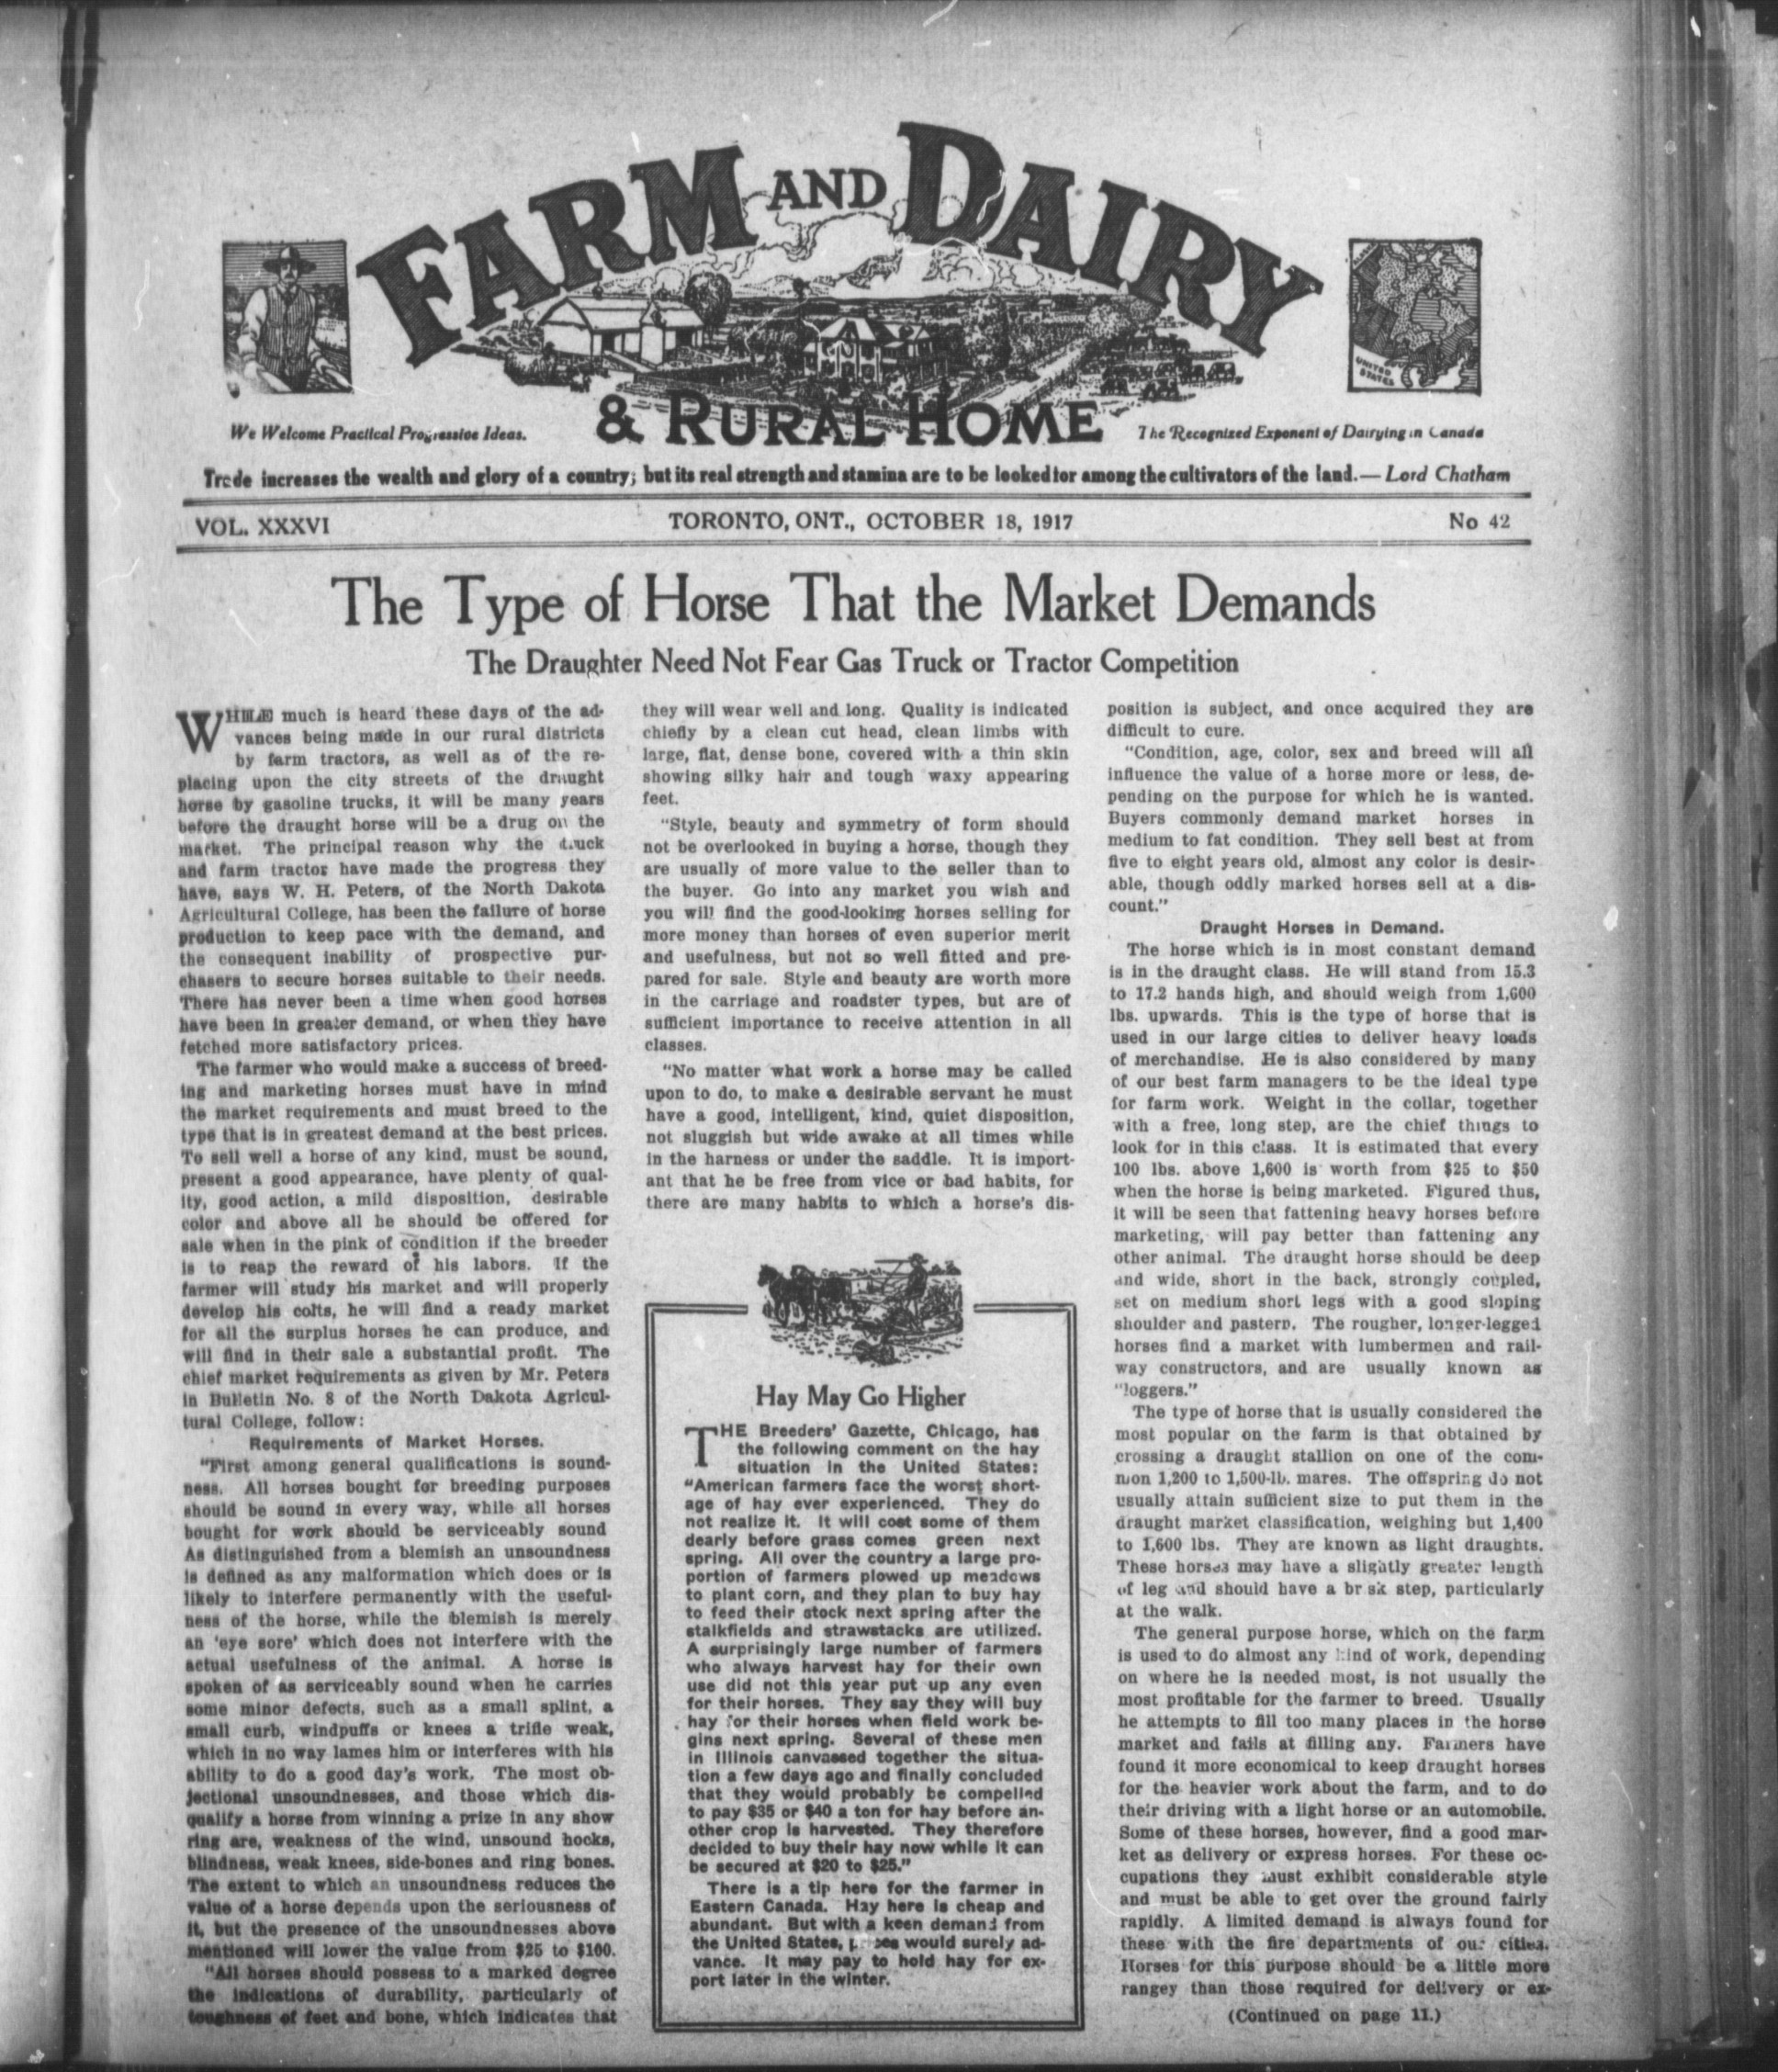 FARM AND DAIRY
& RURAL HOME
UNITED
STATES
We Welcome Practical Progressive Ideas.
The Recognized Exponent of Dairying in Canada
Trade increases the wealth and glory of a country; but its real strength and stamina are to be looked for among the cultivators of the land.— Lord Chatham
VOL. XXXVI
TORONTO, ONT., OCTOBER 18, 1917
No 42
The Type of Horse That the Market Demands
The Draughter Need Not Fear Gas Truck or Tractor Competition
WHILE much is heard these days of the ad-
vances being made in our rural districts
by farm tractors, as well as of the re-
placing upon the city streets of the draught
horse by gasoline trucks, it will be many years
before the draught horse will be a drug on the
market. The principal reason why the truck
and farm tractor have made the progress they
have, says W. H. Peters, of the North Dakota
Agricultural College, has been the failure of horse
production to keep pace with the demand, and
the consequent inability of prospective pur-
chasers to secure horses suitable to their needs.
There has never been a time when good horses
have been in greater demand, or when they have
fetched more satisfactory prices.
The farmer who would make a success of breed-
ing and marketing horses must have in mind
the market requirements and must breed to the
type that is in greatest demand at the best prices.
To sell well a horse of any kind, must be sound,
present a good appearance, have plenty of qual-
ity, good action, a mild disposition, desirable
color and above all he should be offered for
sale when in the pink of condition if the breeder
is to reap the reward of his labors. If the
farmer will study his market and will properly
develop his colts, he will find a ready market
for all the surplus horses he can produce, and
will find in their sale a substantial profit. The
chief market requirements as given by Mr. Peters
in Bulletin No. 8 of the North Dakota Agricul-
tural College, follow:
Requirements of Market Horses.
"First among general qualifications is sound-
ness. All horses bought for breeding purposes
should be sound in every way, while all horses
bought for work should be serviceably sound
As distinguished from a blemish an unsoundness
is defined as any malformation which does or is
likely to interfere permanently with the useful-
ness of the horse, while the blemish is merely
an 'eye sore' which does not interfere with the
actual usefulness of the animal. A horse is
spoken of as serviceably sound when he carries
some minor defects, such as a small splint, a
small curb, windpuffs or knees a trifle weak,
which in no way lames him or interferes with his
ability to do a good day's work. The most ob-
jectional unsoundnesses, and those which dis-
qualify a horse from winning a prize in any show
ring are, weakness of the wind, unsound hocks,
blindness, weak knees, side-bones and ring bones.
The extent to which an unsoundness reduces the
value of a horse depends upon the seriousness of
it, but the presence of the unsoundnesses above
mentioned will lower the value from $25 to $100.
"All horses should possess to a marked degree
the indications of durability, particularly of
toughness of feet and bone, which indicates that
they will wear well and long. Quality is indicated
chiefly by a clean cut head, clean limbs with
large, flat, dense bone, covered with a thin skin
showing silky hair and tough waxy appearing
feet.
"Style, beauty and symmetry of form should
not be overlooked in buying a horse, though they
are usually of more value to the seller than to
the buyer. Go into any market you wish and
you will find the good-looking horses selling for
more money than horses of even superior merit
and usefulness, but not so well fitted and pre-
pared for sale. Style and beauty are worth more
in the carriage and roadster types, but are of
sufficient importance to receive attention in all
classes.
"No matter what work a horse may be called
upon to do, to make a desirable servant he must
have a good, intelligent, kind, quiet disposition,
not sluggish but wide awake at all times while
in the harness or under the saddle. It is import-
ant that he be free from vice or bad habits, for
there are many habits to which a horse's dis-
Hay May Go Higher
THE Breeders' Gazette, Chicago, has
the following comment on the hay
situation in the United States:
"American farmers face the worst short-
age of hay ever experienced. They do
not realize it. It will cost some of them
dearly before grass comes green next
spring. All over the country a large pro-
portion of farmers plowed up meadows
to plant corn, and they plan to buy hay
to feed their stock next spring after the
stalkfields and strawstacks are utilized.
A surprisingly large number of farmers
who always harvest hay for their own
use did not this year put up any even
for their horses. They say they will buy
hay for their horses when field work be-
gins next spring. Several of these men
in Illinois canvassed together the situa-
tion a few days ago and finally concluded
that they would probably be compelled
to pay $35 or $40 a ton for hay before an-
other crop is harvested. They therefore
decided to buy their hay now while it can
be secured at $20 to $25."
There is a tip here for the farmer in
Eastern Canada. Hay here is cheap and
abundant. But with a keen demand from
the United States, prices would surely ad-
vance. It may pay to hold hay for ex-
port later in the winter.
position is subject, and once acquired they are
difficult to cure.
"Condition, age, color, sex and breed will all
influence the value of a horse more or less, de-
pending on the purpose for which he is wanted.
Buyers commonly demand market horses in
medium to fat condition. They sell best at from
five to eight years old, almost any color is desir-
able, though oddly marked horses sell at a dis-
count."
Draught Horses in Demand.
The horse which is in most constant demand
is in the draught class. He will stand from 15.3
to 17.2 hands high, and should weigh from 1,600
lbs. upwards. This is the type of horse that is
used in our large cities to deliver heavy loads
of merchandise. He is also considered by many
of our best farm managers to be the ideal type
for farm work. Weight in the collar, together
with a free, long step, are the chief things to
look for in this class. It is estimated that every
100 lbs. above 1,600 is worth from $25 to $50
when the horse is being marketed. Figured thus,
it will be seen that fattening heavy horses before
marketing, will pay better than fattening any
other animal. The draught horse should be deep
and wide, short in the back, strongly coupled,
set on medium short legs with a good sloping
shoulder and pastern. The rougher, longer-legged
horses find a market with lumbermen and rail-
way constructors, and are usually known as
"loggers."
The type of horse that is usually considered the
most popular on the farm is that obtained by
crossing a draught stallion on one of the com-
mon 1,200 to 1,500-lb. mares. The offspring do not
usually attain sufficient size to put them in the
draught market classification, weighing but 1,400
to 1,600 lbs. They are known as light draughts.
These horses may have a slightly greater length
of leg and should have a brisk step, particularly
at the walk.
The general purpose horse, which on the farm
is used to do almost any kind of work, depending
on where he is needed most, is not usually the
most profitable for the farmer to breed. Usually
he attempts to fill too many places in the horse
market and fails at filling any. Farmers have
found it more economical to keep draught horses
for the heavier work about the farm, and to do
their driving with a light horse or an automobile.
Some of these horses, however, find a good mar-
ket as delivery or express horses. For these oc-
cupations they must exhibit considerable style
and must be able to get over the ground fairly
rapidly. A limited demand is always found for
these with the fire departments of our cities.
Horses for this purpose should be a little more
rangey than those required for delivery or ex-
(Continued on page 11.)